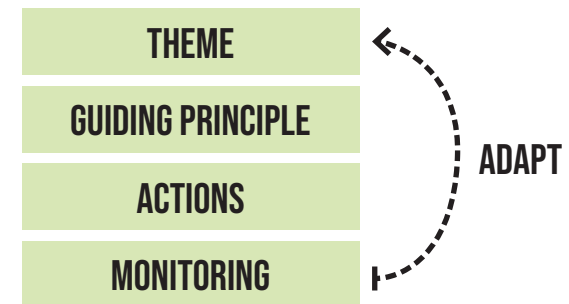 THEME
GUIDING PRINCIPLE
ACTIONS
MONITORING
ADAPT